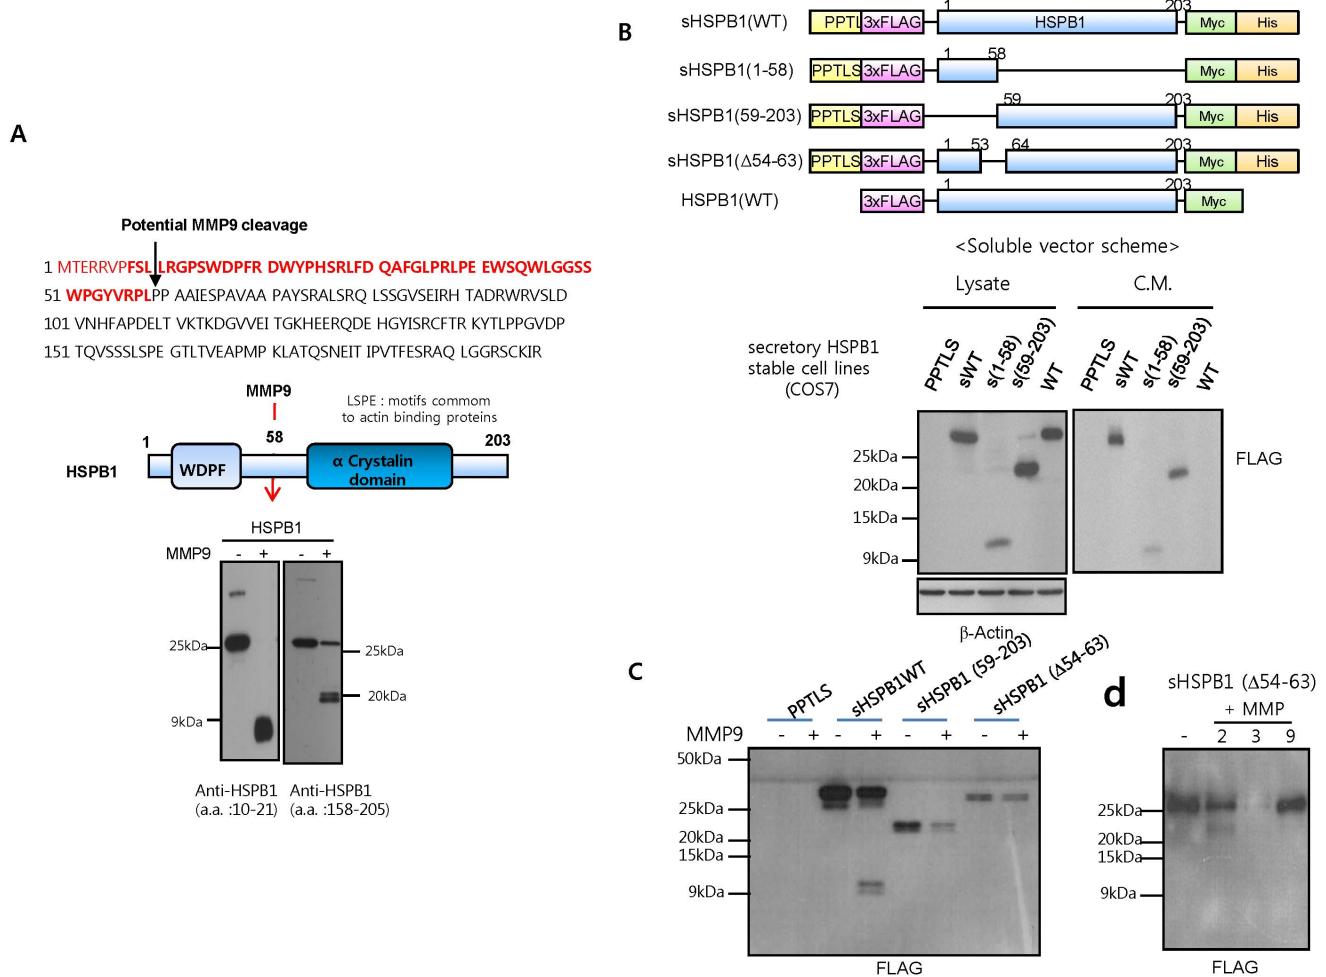 A
Potential MMP9 cleavage
1 MTERRVPFSL LRGPSWDPFR DWYPHSRLFD QAFGLPRLPE EWSQWLGGSS
51 WPGYVRPLPP AAIESPAVAA PAYSRALSRQ LSSGVSEIRH TADRWRVSLD
101 VNHFAPDELT VKTKDGVVEI TGKHEERQDE HGYISRCFTR KYTLPPGVDP
151 TQVSSSLSPE GTLTVEAPMP KLATQSNEIT IPVTFESRAQ LGGRSCKIR
MMP9
LSPE : motifs commom
to actin binding proteins
1 58 203
HSPB1 WDPF α Crystalin
domain
HSPB1
MMP9 - + - +
25kDa 25kDa
20kDa
9kDa
Anti-HSPB1 Anti-HSPB1
(a.a. :10-21) (a.a. :158-205)
B
1 203
sHSPB1(WT) PPTL 3xFLAG HSPB1 Myc His
1 58
sHSPB1(1-58) PPTLS 3xFLAG Myc His
59 203
sHSPB1(59-203) PPTLS 3xFLAG Myc His
1 53 64 203
sHSPB1(Δ54-63) PPTLS 3xFLAG Myc His
1 203
HSPB1(WT) 3xFLAG Myc
<Soluble vector scheme>
Lysate C.M.
secretory HSPB1
stable cell lines
(COS7)
PPTLS sWT s(1-58) s(59-203) WT PPTLS sWT s(1-58) s(59-203) WT
25kDa
20kDa
15kDa
9kDa
FLAG
β-Actin
C
PPTLS sHSPB1WT sHSPB1 (59-203) sHSPB1 (Δ54-63)
MMP9 - + - + - + - +
50kDa
25kDa
20kDa
15kDa
9kDa
FLAG
d
sHSPB1 (Δ54-63)
+ MMP
- 2 3 9
25kDa
20kDa
15kDa
9kDa
FLAG